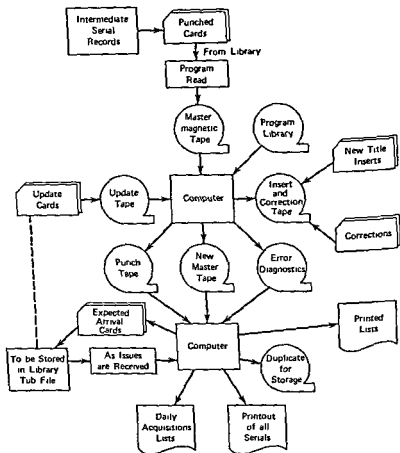 Intermediate
Serial
Records
Punched
Cards
From Library
Program
Read
Master
magnetic
Tape
Program
Library
New Title
Inserts
Update
Cards
Update
Tape
Computer
Insert
and
Correction
Tape
Corrections
Punch
Tape
New
Master
Tape
Error
Diagnostics
Expected
Arrival
Cards
Printed
Lists
To be Stored
in Library
Tub File
As Issues
are Received
Computer
Duplicate
for
Storage
Daily
Acquisitions
Lists
Printout
of all
Serials